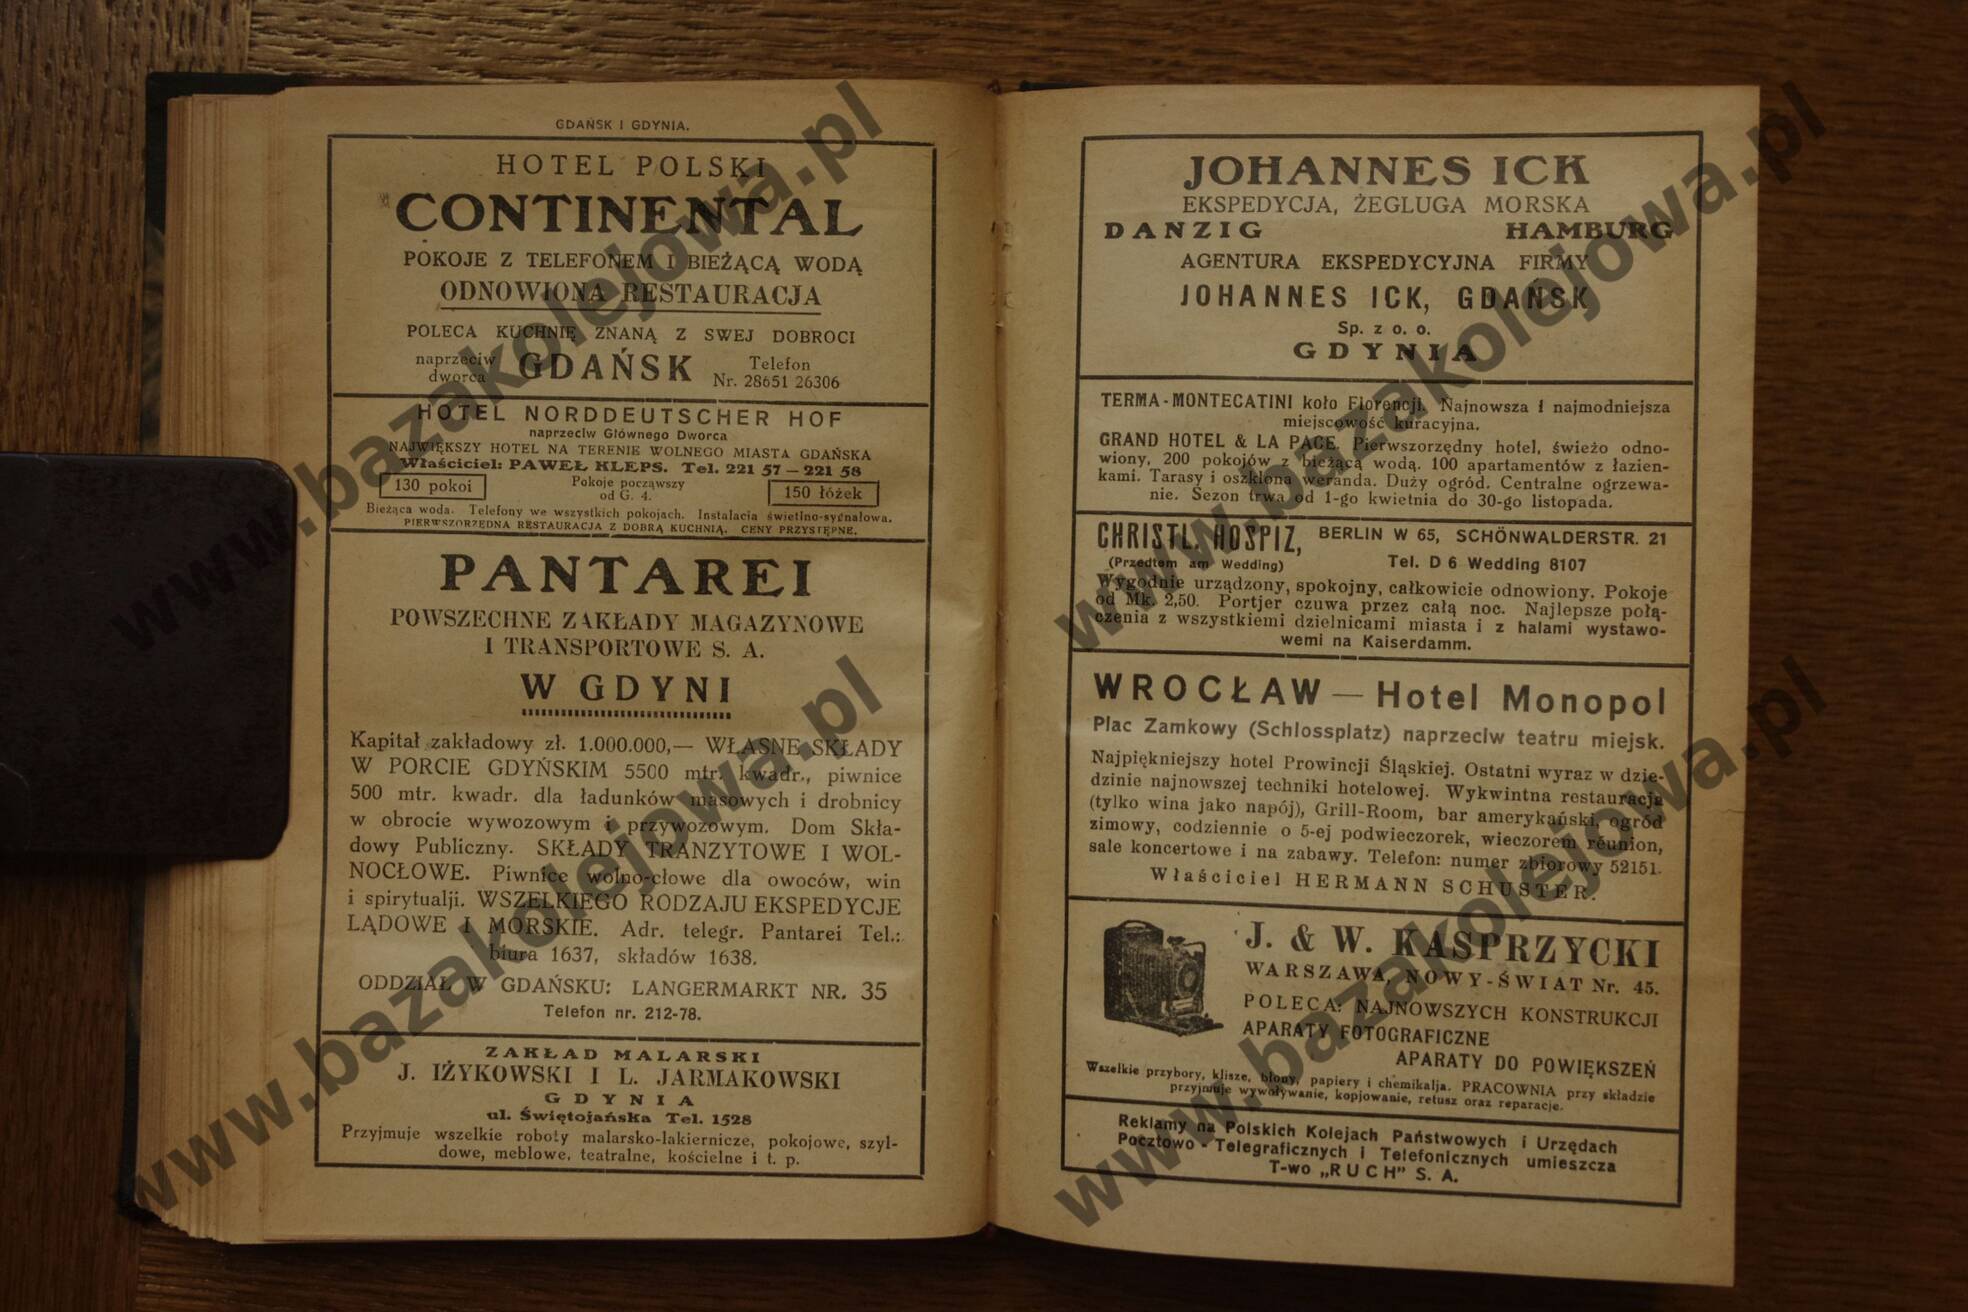 GDAŃSK I GDYNIA.
HOTEL POLSKI
CONTINENTAL
POKOJE Z TELEFONEM I BIEŻĄCĄ WODĄ
ODNOWIONA RESTAURACJA
POLECA KUCHNIĘ ZNANĄ Z SWEJ DOBROCI
naprzeciw dworca GDAŃSK Telefon Nr. 28651 26306
HOTEL NORDDEUTSCHER HOF
naprzeciw Głównego Dworca
NAJWIĘKSZY HOTEL NA TERENIE WOLNEGO MIASTA GDAŃSKA
Właściciel: PAWEŁ KLEPS. Tel. 221 57 — 221 58
130 pokoi Pokoje począwszy od G. 4. 150 łóżek
Bieżąca woda. Telefony we wszystkich pokojach. Instalacja świetlno-sygnałowa.
PIERWSZORZĘDNA RESTAURACJA Z DOBRĄ KUCHNIĄ. CENY PRZYSTĘPNE.
PANTAREI
POWSZECHNE ZAKŁADY MAGAZYNOWE
I TRANSPORTOWE S. A.
W GDYNI
Kapitał zakładowy zł. 1.000.000,— WŁASNE SKŁADY
W PORCIE GDYŃSKIM 5500 mtr. kwadr., piwnice
500 mtr. kwadr. dla ładunków masowych i drobnicy
w obrocie wywozowym i przywozowym. Dom Skła-
dowy Publiczny. SKŁADY TRANZYTOWE I WOL-
NOCŁOWE. Piwnice wolno-cłowe dla owoców, win
i spirytualji. WSZELKIEGO RODZAJU EKSPEDYCJE
LĄDOWE I MORSKIE. Adr. telegr. Pantarei Tel.:
biura 1637, składów 1638.
ODDZIAŁ W GDAŃSKU: LANGERMARKT NR. 35
Telefon nr. 212-78.
ZAKŁAD MALARSKI
J. IŻYKOWSKI I L. JARMAKOWSKI
GDYNIA
ul. Świętojańska Tel. 1528
Przyjmuje wszelkie roboty malarsko-lakiernicze, pokojowe, szyl-
dowe, meblowe, teatralne, kościelne i t. p.
JOHANNES ICK
EKSPEDYCJA, ŻEGLUGA MORSKA
DANZIG HAMBURG
AGENTURA EKSPEDYCYJNA FIRMY
JOHANNES ICK, GDAŃSK
Sp. z o. o.
GDYNIA
TERMA-MONTECATINI koło Florencji. Najnowsza i najmodniejsza
miejscowość kuracyjna.
GRAND HOTEL & LA PACE. Pierwszorzędny hotel, świeżo odno-
wiony, 200 pokojów z bieżącą wodą. 100 apartamentów z łazien-
kami. Tarasy i oszklona weranda. Duży ogród. Centralne ogrzewa-
nie. Sezon trwa od 1-go kwietnia do 30-go listopada.
CHRISTL. HOSPIZ, BERLIN W 65, SCHÖNWALDERSTR. 21
(Przedtem am Wedding) Tel. D 6 Wedding 8107
Wygodnie urządzony, spokojny, całkowicie odnowiony. Pokoje
od Mk. 2,50. Portjer czuwa przez całą noc. Najlepsze połą-
czenia z wszystkiemi dzielnicami miasta i z halami wystawo-
wemi na Kaiserdamm.
WROCŁAW — Hotel Monopol
Plac Zamkowy (Schlossplatz) naprzeciw teatru miejsk.
Najpiękniejszy hotel Prowincji Śląskiej. Ostatni wyraz w dzie-
dzinie najnowszej techniki hotelowej. Wykwintna restauracja
(tylko wina jako napój), Grill-Room, bar amerykański, ogród
zimowy, codziennie o 5-ej podwieczorek, wieczorem réunion,
sale koncertowe i na zabawy. Telefon: numer zbiorowy 52151.
Właściciel HERMANN SCHUSTER.
J. & W. KASPRZYCKI
WARSZAWA, NOWY-ŚWIAT Nr. 45.
POLECA: NAJNOWSZYCH KONSTRUKCJI
APARATY FOTOGRAFICZNE
APARATY DO POWIĘKSZEŃ
Wszelkie przybory, klisze, błony, papiery i chemikalja. PRACOWNIA przy składzie
przyjmuje wywoływanie, kopjowanie, retusz oraz reparacje.
Reklamy na Polskich Kolejach Państwowych i Urzędach
Pocztowo-Telegraficznych i Telefonicznych umieszcza
T-wo „RUCH” S. A.
www.bazakolejowa.pl
www.bazakolejowa.pl
www.bazakolejowa.pl
www.bazakolejowa.pl